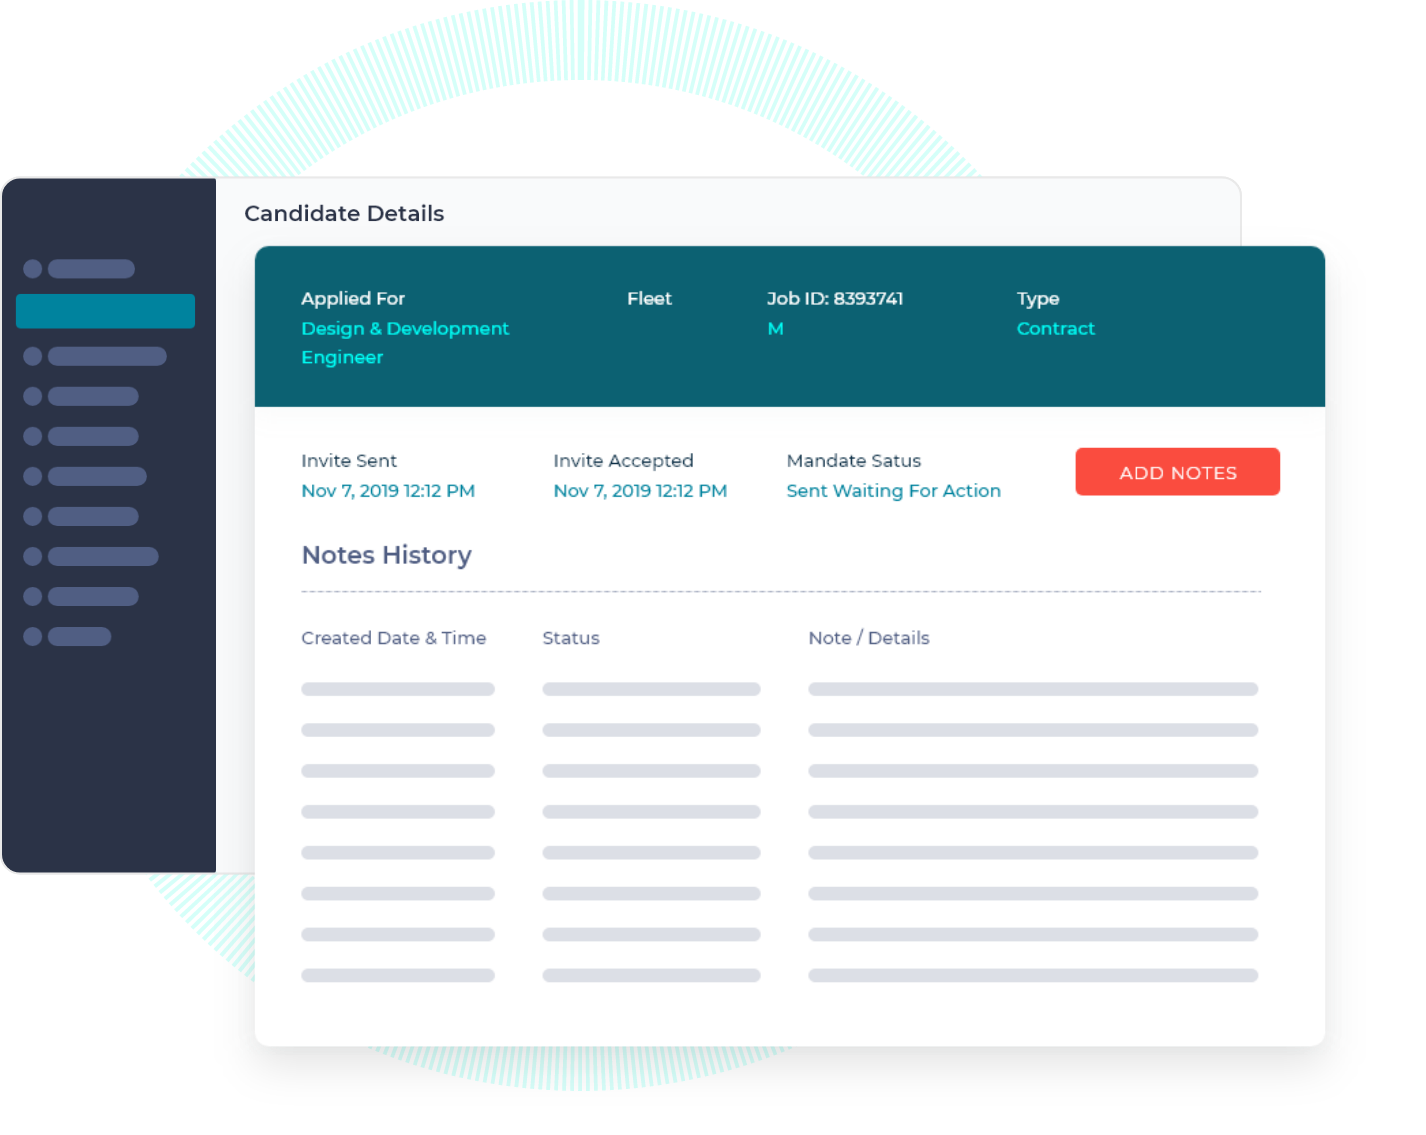 Candidate Details
Applied For
Fleet
Job ID: 8393741
Type
Design & Development
M
Contract
Engineer
Invite Sent
Invite Accepted
Mandate Satus
ADD NOTES
Nov 7, 2019 12:12 PM
Nov 7, 2019 12:12 PM
Sent Waiting For Action
Notes History
Created Date & Time
Status
Note / Details